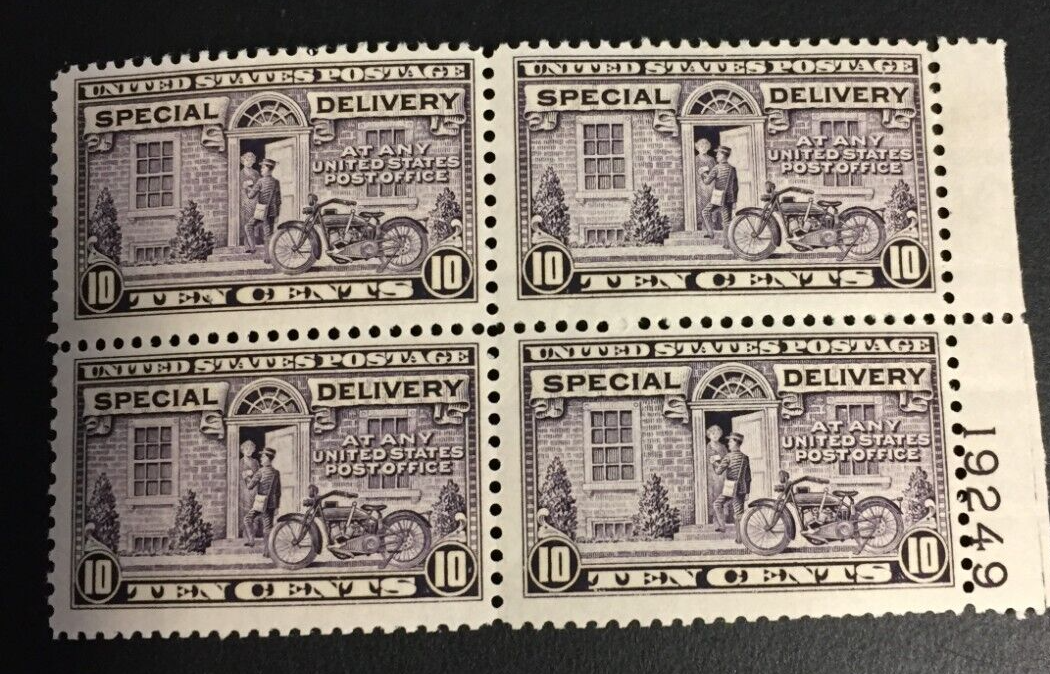 UNITED STATES POSTAGE
SPECIAL DELIVERY
AT ANY
UNITED STATES
POST OFFICE
10 TEN CENTS 10
UNITED STATES POSTAGE
SPECIAL DELIVERY
AT ANY
UNITED STATES
POST OFFICE
10 TEN CENTS 10
UNITED STATES POSTAGE
SPECIAL DELIVERY
AT ANY
UNITED STATES
POST OFFICE
10 TEN CENTS 10
UNITED STATES POSTAGE
SPECIAL DELIVERY
AT ANY
UNITED STATES
POST OFFICE
10 TEN CENTS 10
19249